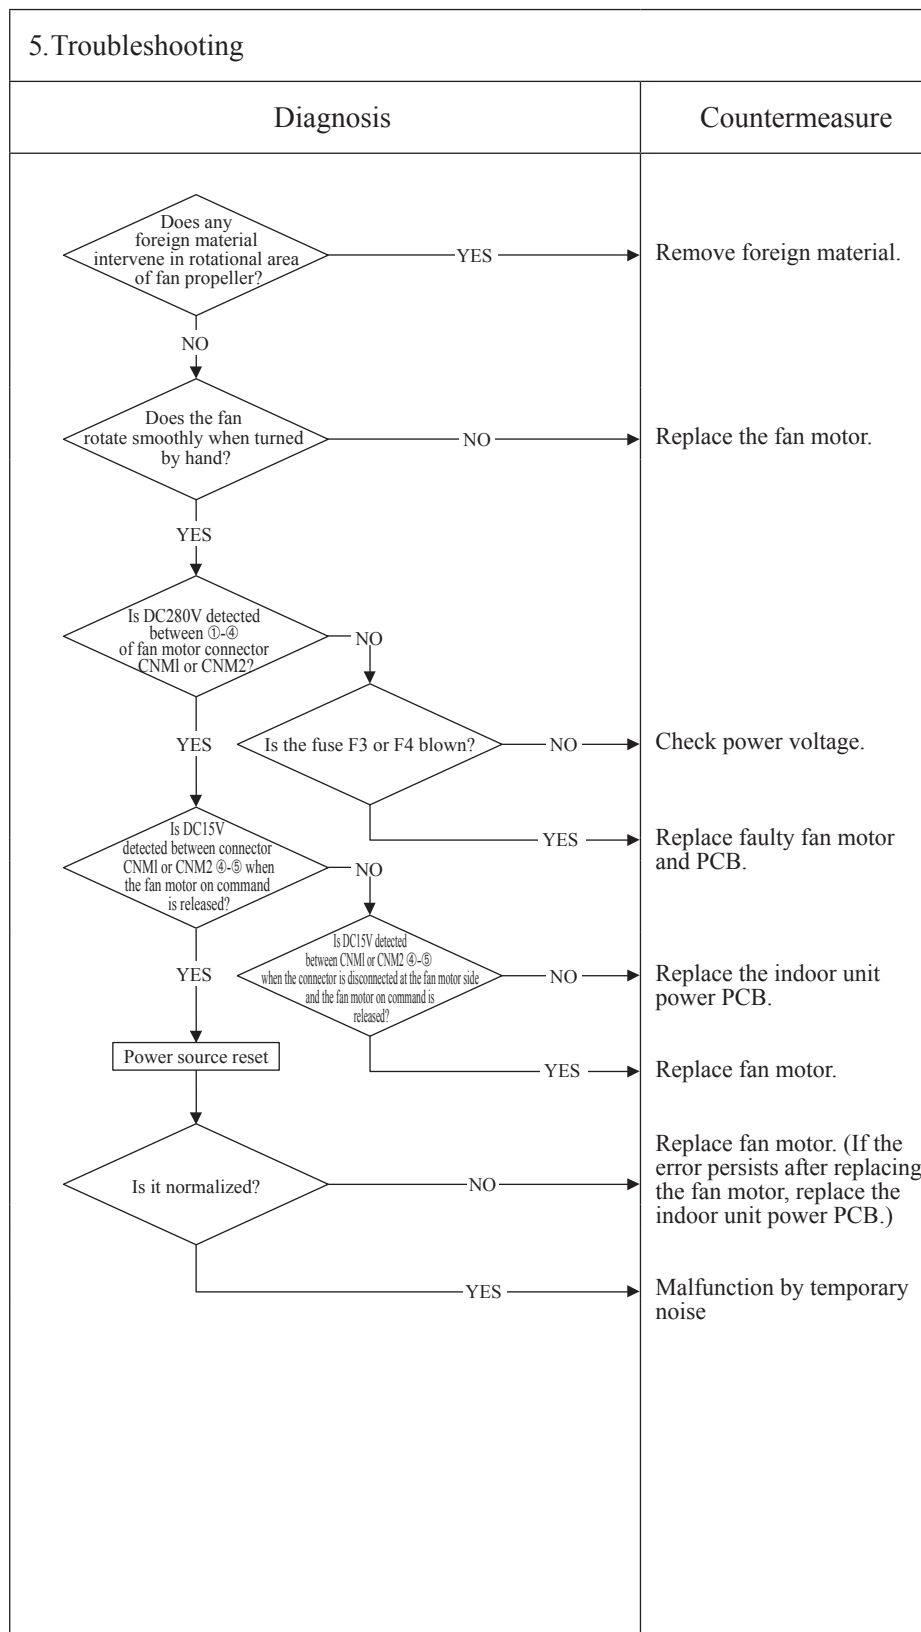 5.Troubleshooting
Diagnosis
Countermeasure
Does any
foreign material
intervene in rotational area
of fan propeller?
YES
Remove foreign material.
NO
Does the fan
rotate smoothly when turned
by hand?
NO
Replace the fan motor.
YES
Is DC280V detected
between ①-④
of fan motor connector
CNM1 or CNM2?
NO
YES
Is the fuse F3 or F4 blown?
NO
Check power voltage.
YES
Replace faulty fan motor
and PCB.
Is DC15V
detected between connector
CNM1 or CNM2 ④-⑤ when
the fan motor on command
is released?
NO
YES
Is DC15V detected
between CNM1 or CNM2 ④-⑤
when the connector is disconnected at the fan motor side
and the fan motor on command is
released?
NO
Replace the indoor unit
power PCB.
YES
Replace fan motor.
Power source reset
Is it normalized?
NO
Replace fan motor. (If the
error persists after replacing
the fan motor, replace the
indoor unit power PCB.)
YES
Malfunction by temporary
noise